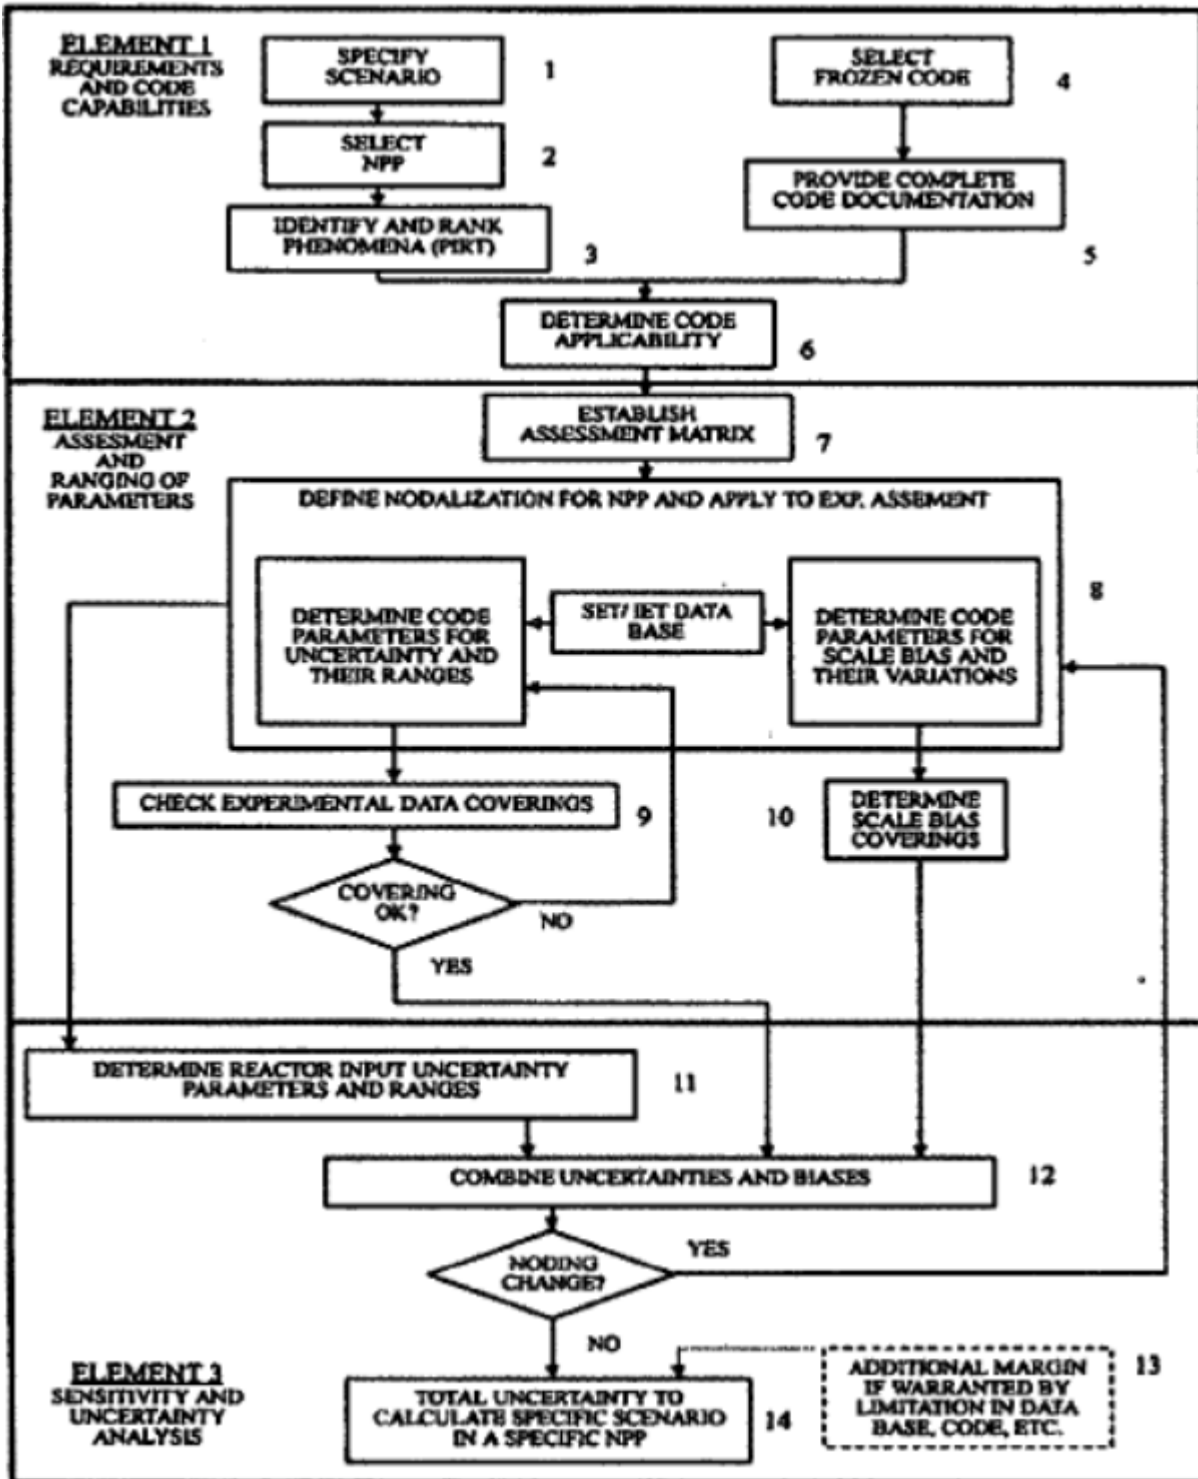 ELEMENT 1
REQUIREMENTS
AND CODE
CAPABILITIES
SPECIFY
SCENARIO
1
SELECT
FROZEN CODE
4
SELECT
NPP
2
PROVIDE COMPLETE
CODE DOCUMENTATION
5
IDENTIFY AND RANK
PHENOMENA (PIRT)
3
DETERMINE CODE
APPLICABILITY
6
ELEMENT 2
ASSESMENT
AND
RANGING OF
PARAMETERS
ESTABLISH
ASSESSMENT MATRIX
7
DEFINE NODALIZATION FOR NPP AND APPLY TO EXP. ASSEMENT
8
DETERMINE CODE
PARAMETERS FOR
UNCERTAINTY AND
THEIR RANGES
SET/ IET DATA
BASE
DETERMINE CODE
PARAMETERS FOR
SCALE BIAS AND
THEIR VARIATIONS
CHECK EXPERIMENTAL DATA COVERINGS
9
10
DETERMINE
SCALE BIAS
COVERINGS
COVERING
OK?
NO
YES
DETERMINE REACTOR INPUT UNCERTAINTY
PARAMETERS AND RANGES
11
COMBINE UNCERTAINTIES AND BIASES
12
NODING
CHANGE?
YES
NO
ELEMENT 3
SENSITIVITY AND
UNCERTAINTY
ANALYSIS
TOTAL UNCERTAINTY TO
CALCULATE SPECIFIC SCENARIO
IN A SPECIFIC NPP
14
ADDITIONAL MARGIN
IF WARRANTED BY
LIMITATION IN DATA
BASE, CODE, ETC.
13